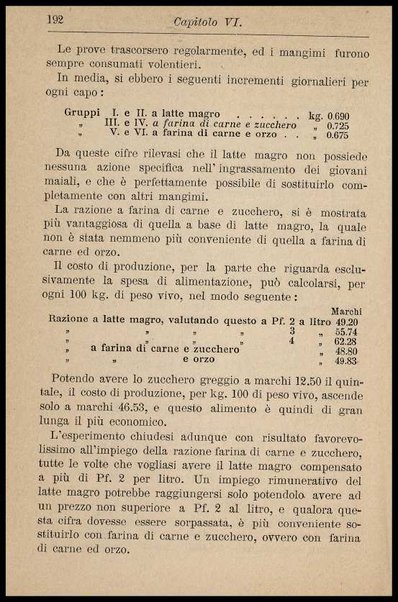 192 Capitolo VI.
Le prove trascorsero regolarmente, ed i mangimi furono
sempre consumati volentieri.
In media, si ebbero i seguenti incrementi giornalieri per
ogni capo :
Gruppi I. e II. a latte magro . . . . . . kg. 0.690
„ III. e IV. a farina di carne e zucchero „ 0.725
„ V. e VI. a farina di carne e orzo . . „ 0.675
Da queste cifre rilevasi che il latte magro non possiede
nessuna azione specifica nell' ingrassamento dei giovani
maiali, e che è perfettamente possibile di sostituirlo com-
pletamente con altri mangimi.
La razione a farina di carne e zucchero, si è mostrata
più vantaggiosa di quella a base di latte magro, la quale
non è stata nemmeno più conveniente di quella a farina di
carne ed orzo.
Il costo di produzione, per la parte che riguarda esclu-
sivamente la spesa di alimentazione, può calcolarsi, per
ogni 100 kg. di peso vivo, nel modo seguente :
Marchi
Razione a latte magro, valutando questo a Pf. 2 a litro 49.20
„ „ „ „ 3 „ 55.74
„ „ „ „ 4 „ 62.28
„ a farina di carne e zucchero „ 48.80
„ „ e orzo „ 49.83
Potendo avere lo zucchero greggio a marchi 12.50 il quin-
tale, il costo di produzione, per kg. 100 di peso vivo, ascende
solo a marchi 46.53, e questo alimento è quindi di gran
lunga il più economico.
L'esperimento chiudesi adunque con risultato favorevo-
lissimo all'impiego della razione farina di carne e zucchero,
tutte le volte che vogliasi avere il latte magro compensato
a più di Pf. 2 per litro. Un impiego rimunerativo del
latte magro potrebbe raggiungersi solo potendolo avere ad
un prezzo non superiore a Pf. 2 al litro, e qualora que-
sta cifra dovesse essere sorpassata, è più conveniente so-
stituirlo con farina di carne e zucchero, ovvero con farina
di carne ed orzo.